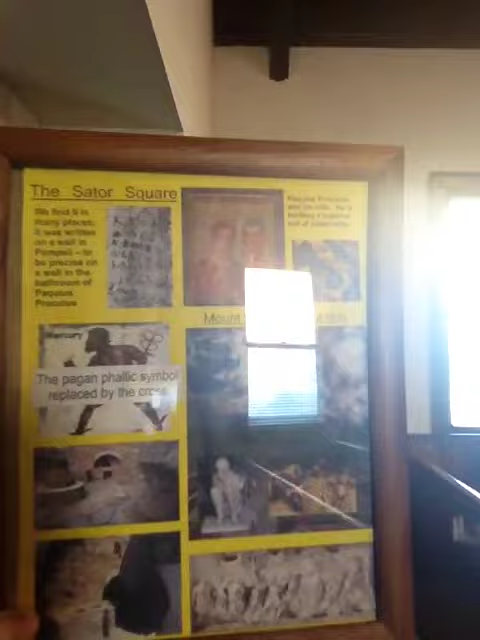 The Sator Square
We find it in
many places:
it was written
on a wall in
Pompeii – to
be precise on
a wall in the
bathroom of
Paquius
Proculus
Paquius Proculus
and his wife.
Mount
Mercury
The pagan phallic symbol
replaced by the cross